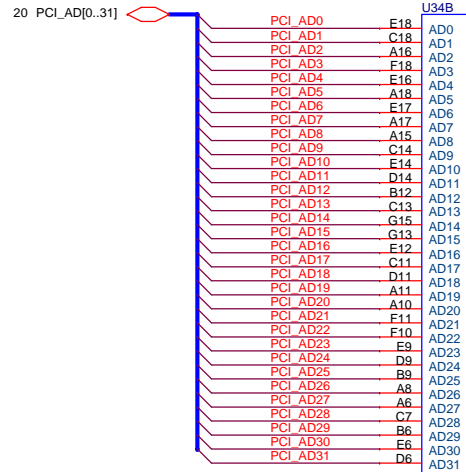 U34B
20 PCI_AD[0..31]
PCI_AD0 E18 AD0
PCI_AD1 C18 AD1
PCI_AD2 A16 AD2
PCI_AD3 F18 AD3
PCI_AD4 E16 AD4
PCI_AD5 A18 AD5
PCI_AD6 E17 AD6
PCI_AD7 A17 AD7
PCI_AD8 A15 AD8
PCI_AD9 C14 AD9
PCI_AD10 E14 AD10
PCI_AD11 D14 AD11
PCI_AD12 B12 AD12
PCI_AD13 C13 AD13
PCI_AD14 G15 AD14
PCI_AD15 G13 AD15
PCI_AD16 E12 AD16
PCI_AD17 C11 AD17
PCI_AD18 D11 AD18
PCI_AD19 A11 AD19
PCI_AD20 A10 AD20
PCI_AD21 F11 AD21
PCI_AD22 F10 AD22
PCI_AD23 E9 AD23
PCI_AD24 D9 AD24
PCI_AD25 B9 AD25
PCI_AD26 A8 AD26
PCI_AD27 A6 AD27
PCI_AD28 C7 AD28
PCI_AD29 B6 AD29
PCI_AD30 E6 AD30
PCI_AD31 D6 AD31